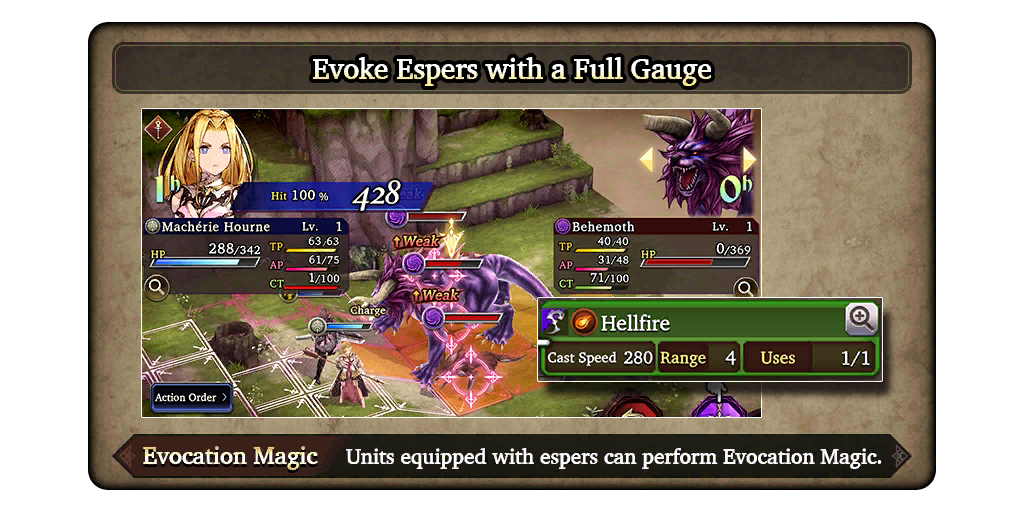 Evoke Espers with a Full Gauge
1h
Hit 100 %
428
0h
Machérie Hourne Lv. 1
HP 288/342
TP 63/63
AP 61/75
CT 1/100
Behemoth Lv. 1
TP 40/40
AP 31/48
CT 71/100
HP 0/369
Weak
Weak
Charge
Hellfire
Cast Speed 280 Range 4 Uses 1/1
Action Order
Evocation Magic Units equipped with espers can perform Evocation Magic.